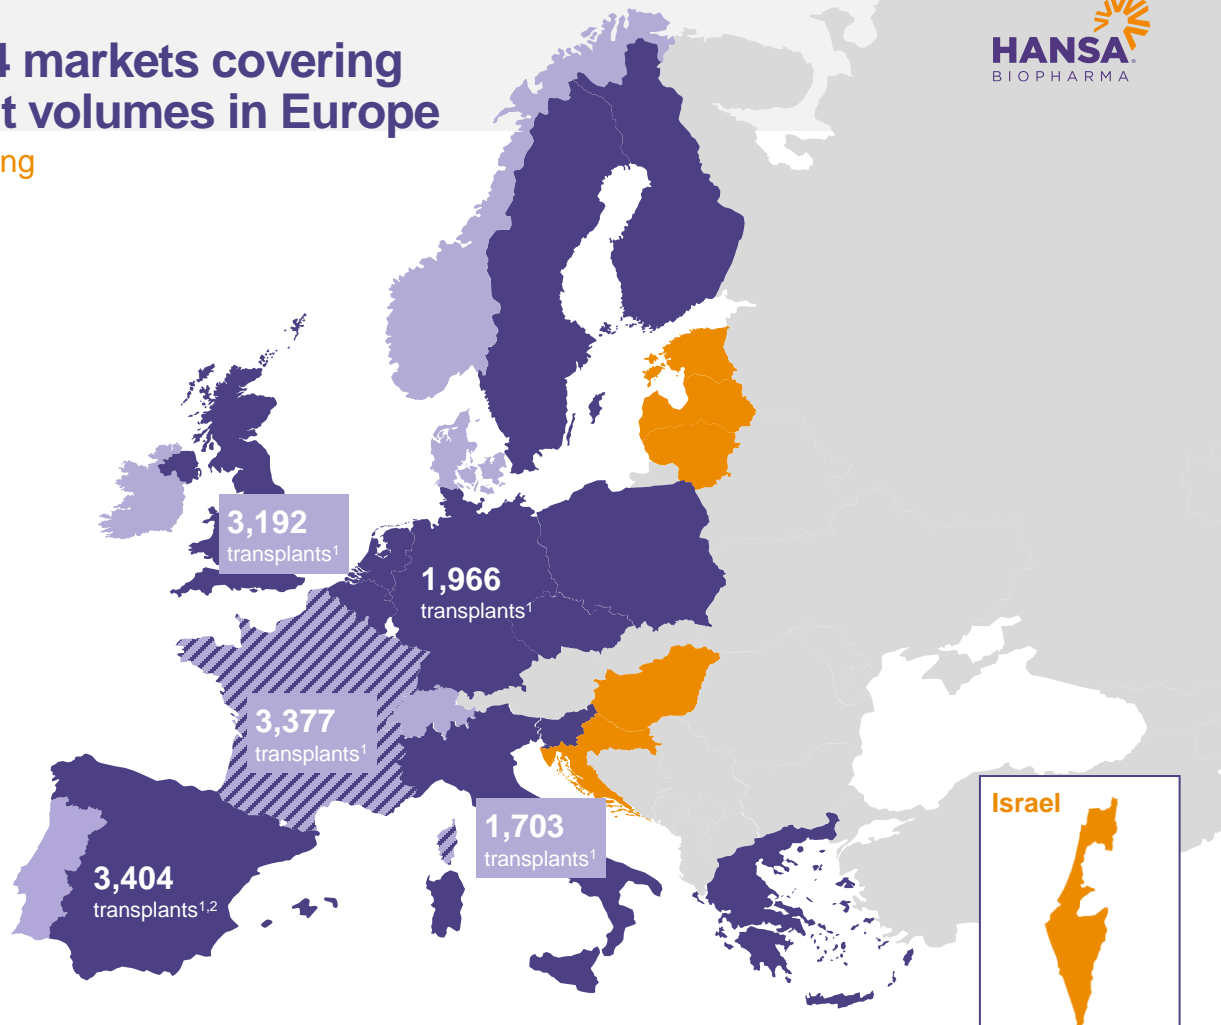 HANSA
BIOPHARMA
4 markets covering
t volumes in Europe
ng
3,192
transplants¹
1,966
transplants¹
3,377
transplants¹
1,703
transplants¹
3,404
transplants¹,²
Israel